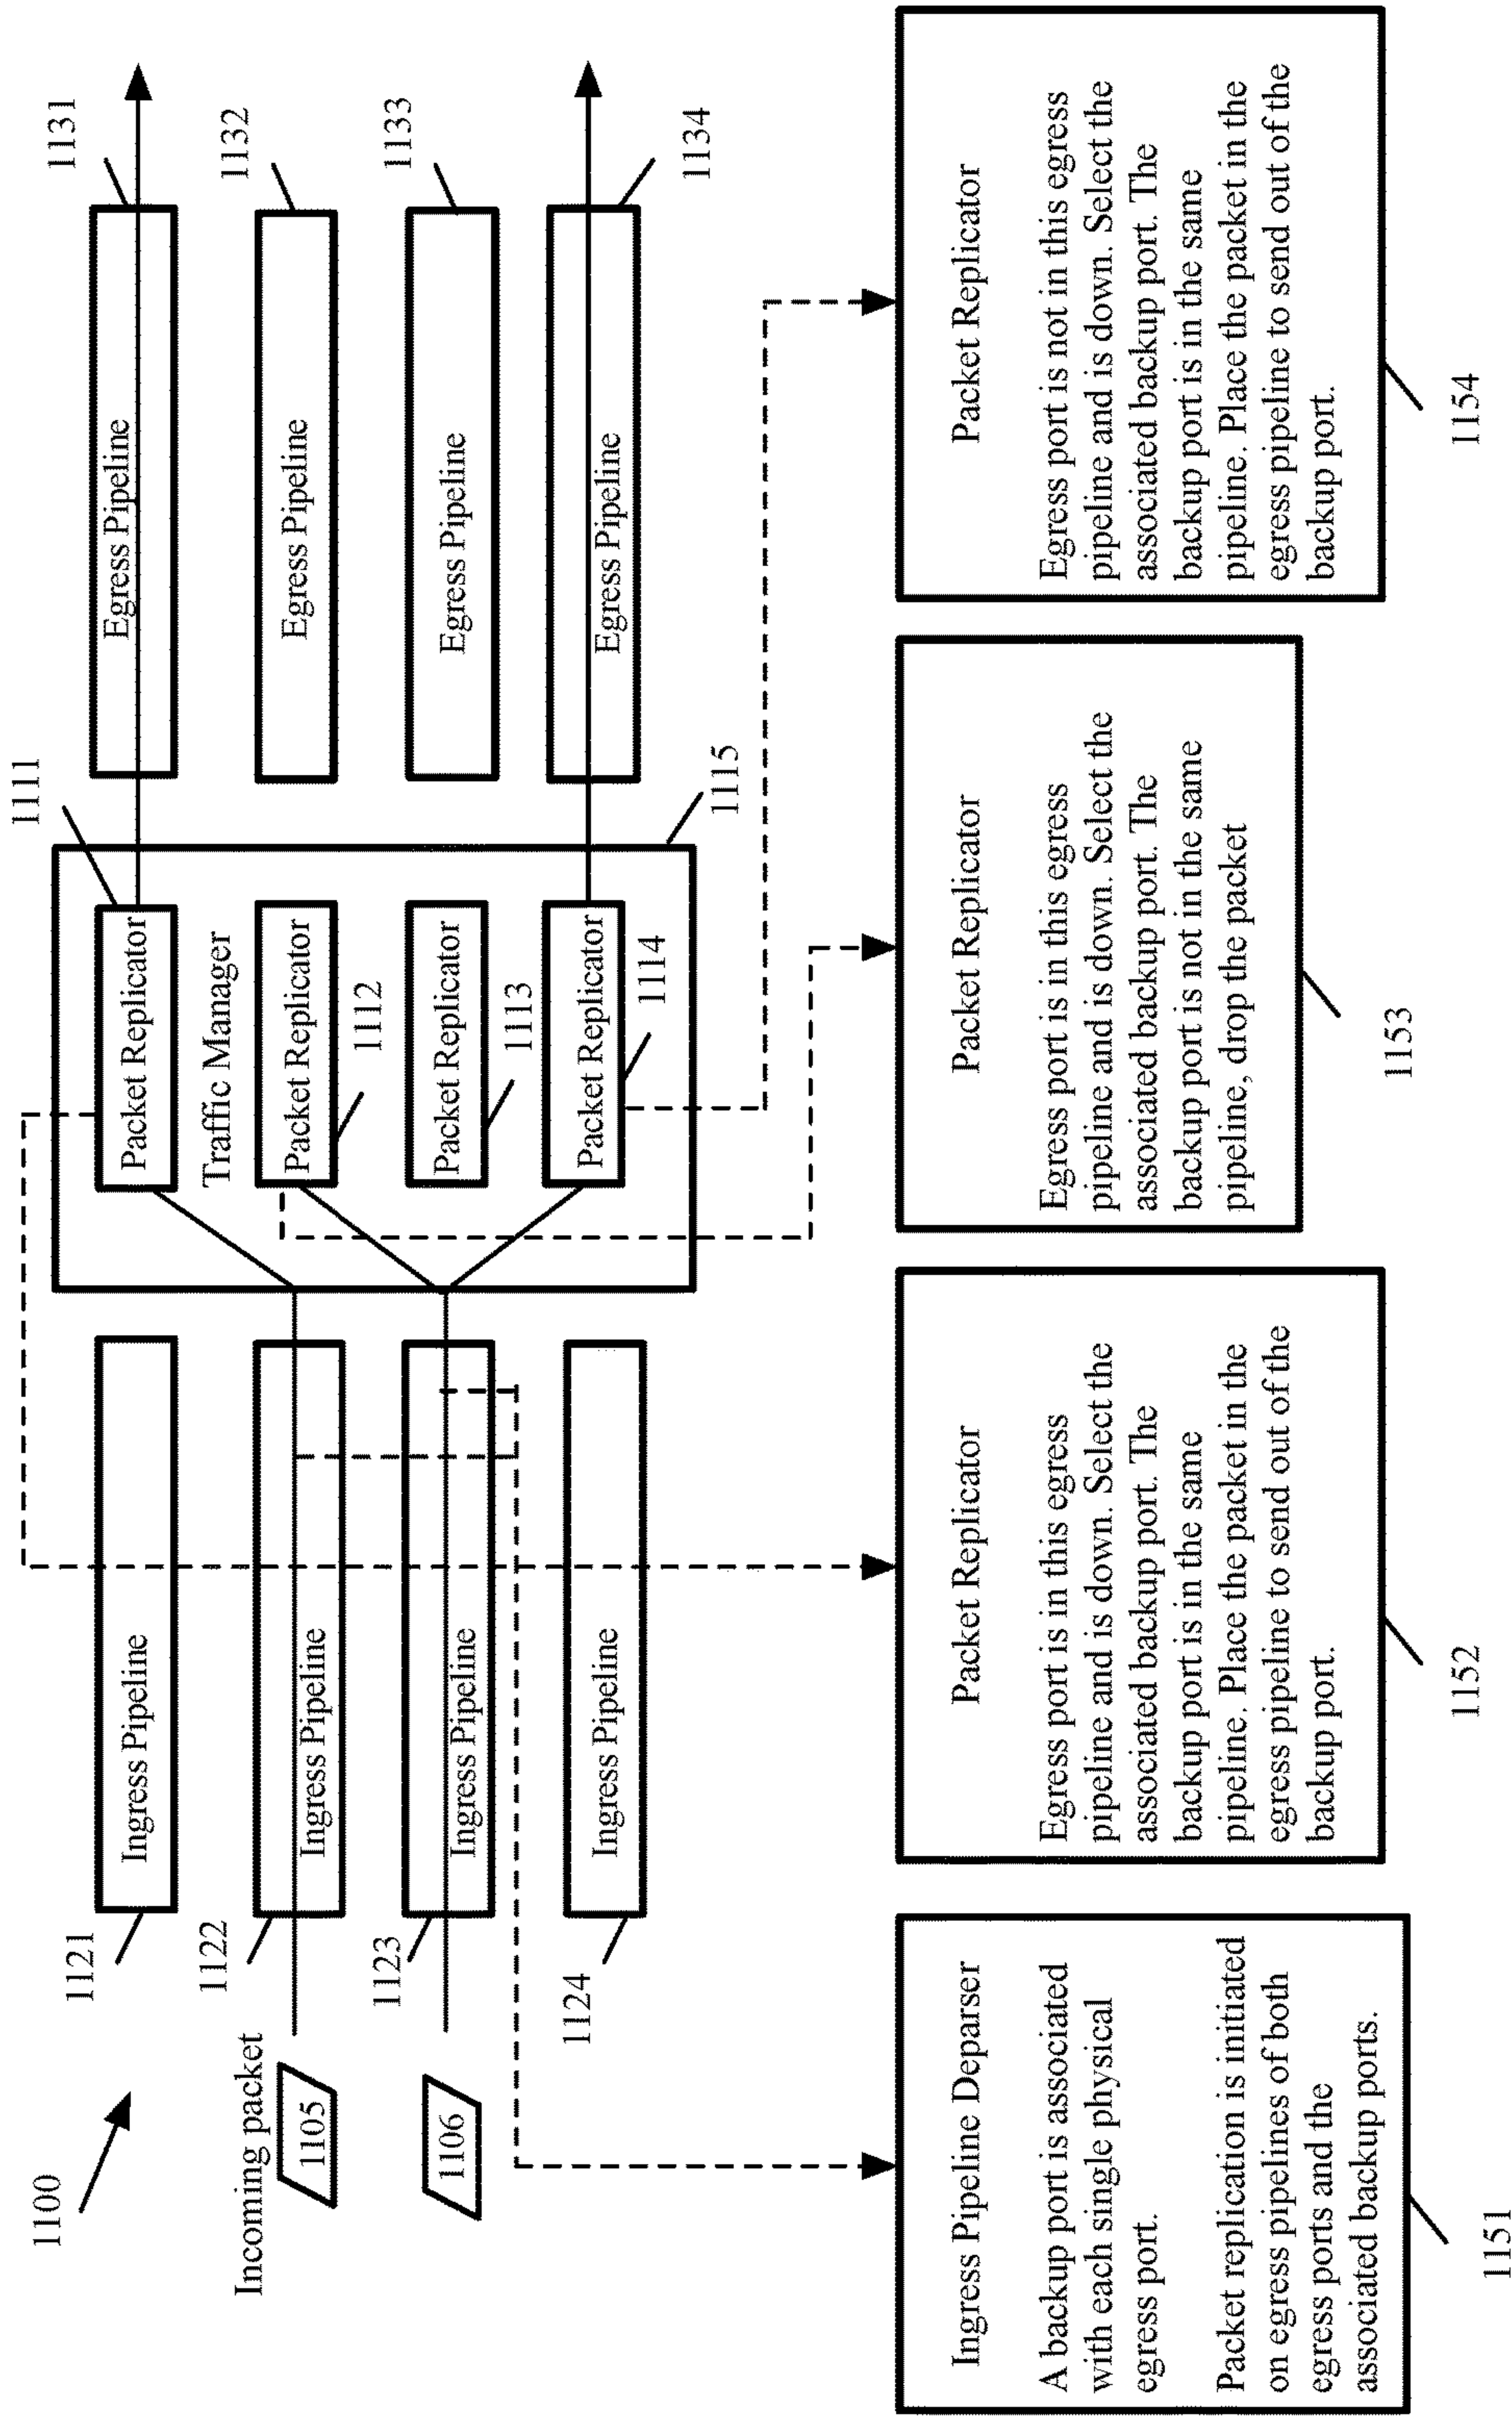 1100
Incoming packet
1105
1106
1121
Ingress Pipeline
1122
Ingress Pipeline
1123
Ingress Pipeline
1124
Ingress Pipeline
1111
Packet Replicator
Traffic Manager
Packet Replicator
1112
Packet Replicator
1113
Packet Replicator
1114
1115
Egress Pipeline
1131
Egress Pipeline
1132
Egress Pipeline
1133
Egress Pipeline
1134
Ingress Pipeline Deparser
A backup port is associated
with each single physical
egress port.
Packet replication is initiated
on egress pipelines of both
egress ports and the
associated backup ports.
1151
Packet Replicator
Egress port is in this egress
pipeline and is down. Select the
associated backup port. The
backup port is in the same
pipeline. Place the packet in the
egress pipeline to send out of the
backup port.
1152
Packet Replicator
Egress port is in this egress
pipeline and is down. Select the
associated backup port. The
backup port is not in the same
pipeline, drop the packet
1153
Packet Replicator
Egress port is not in this egress
pipeline and is down. Select the
associated backup port. The
backup port is in the same
pipeline. Place the packet in the
egress pipeline to send out of the
backup port.
1154